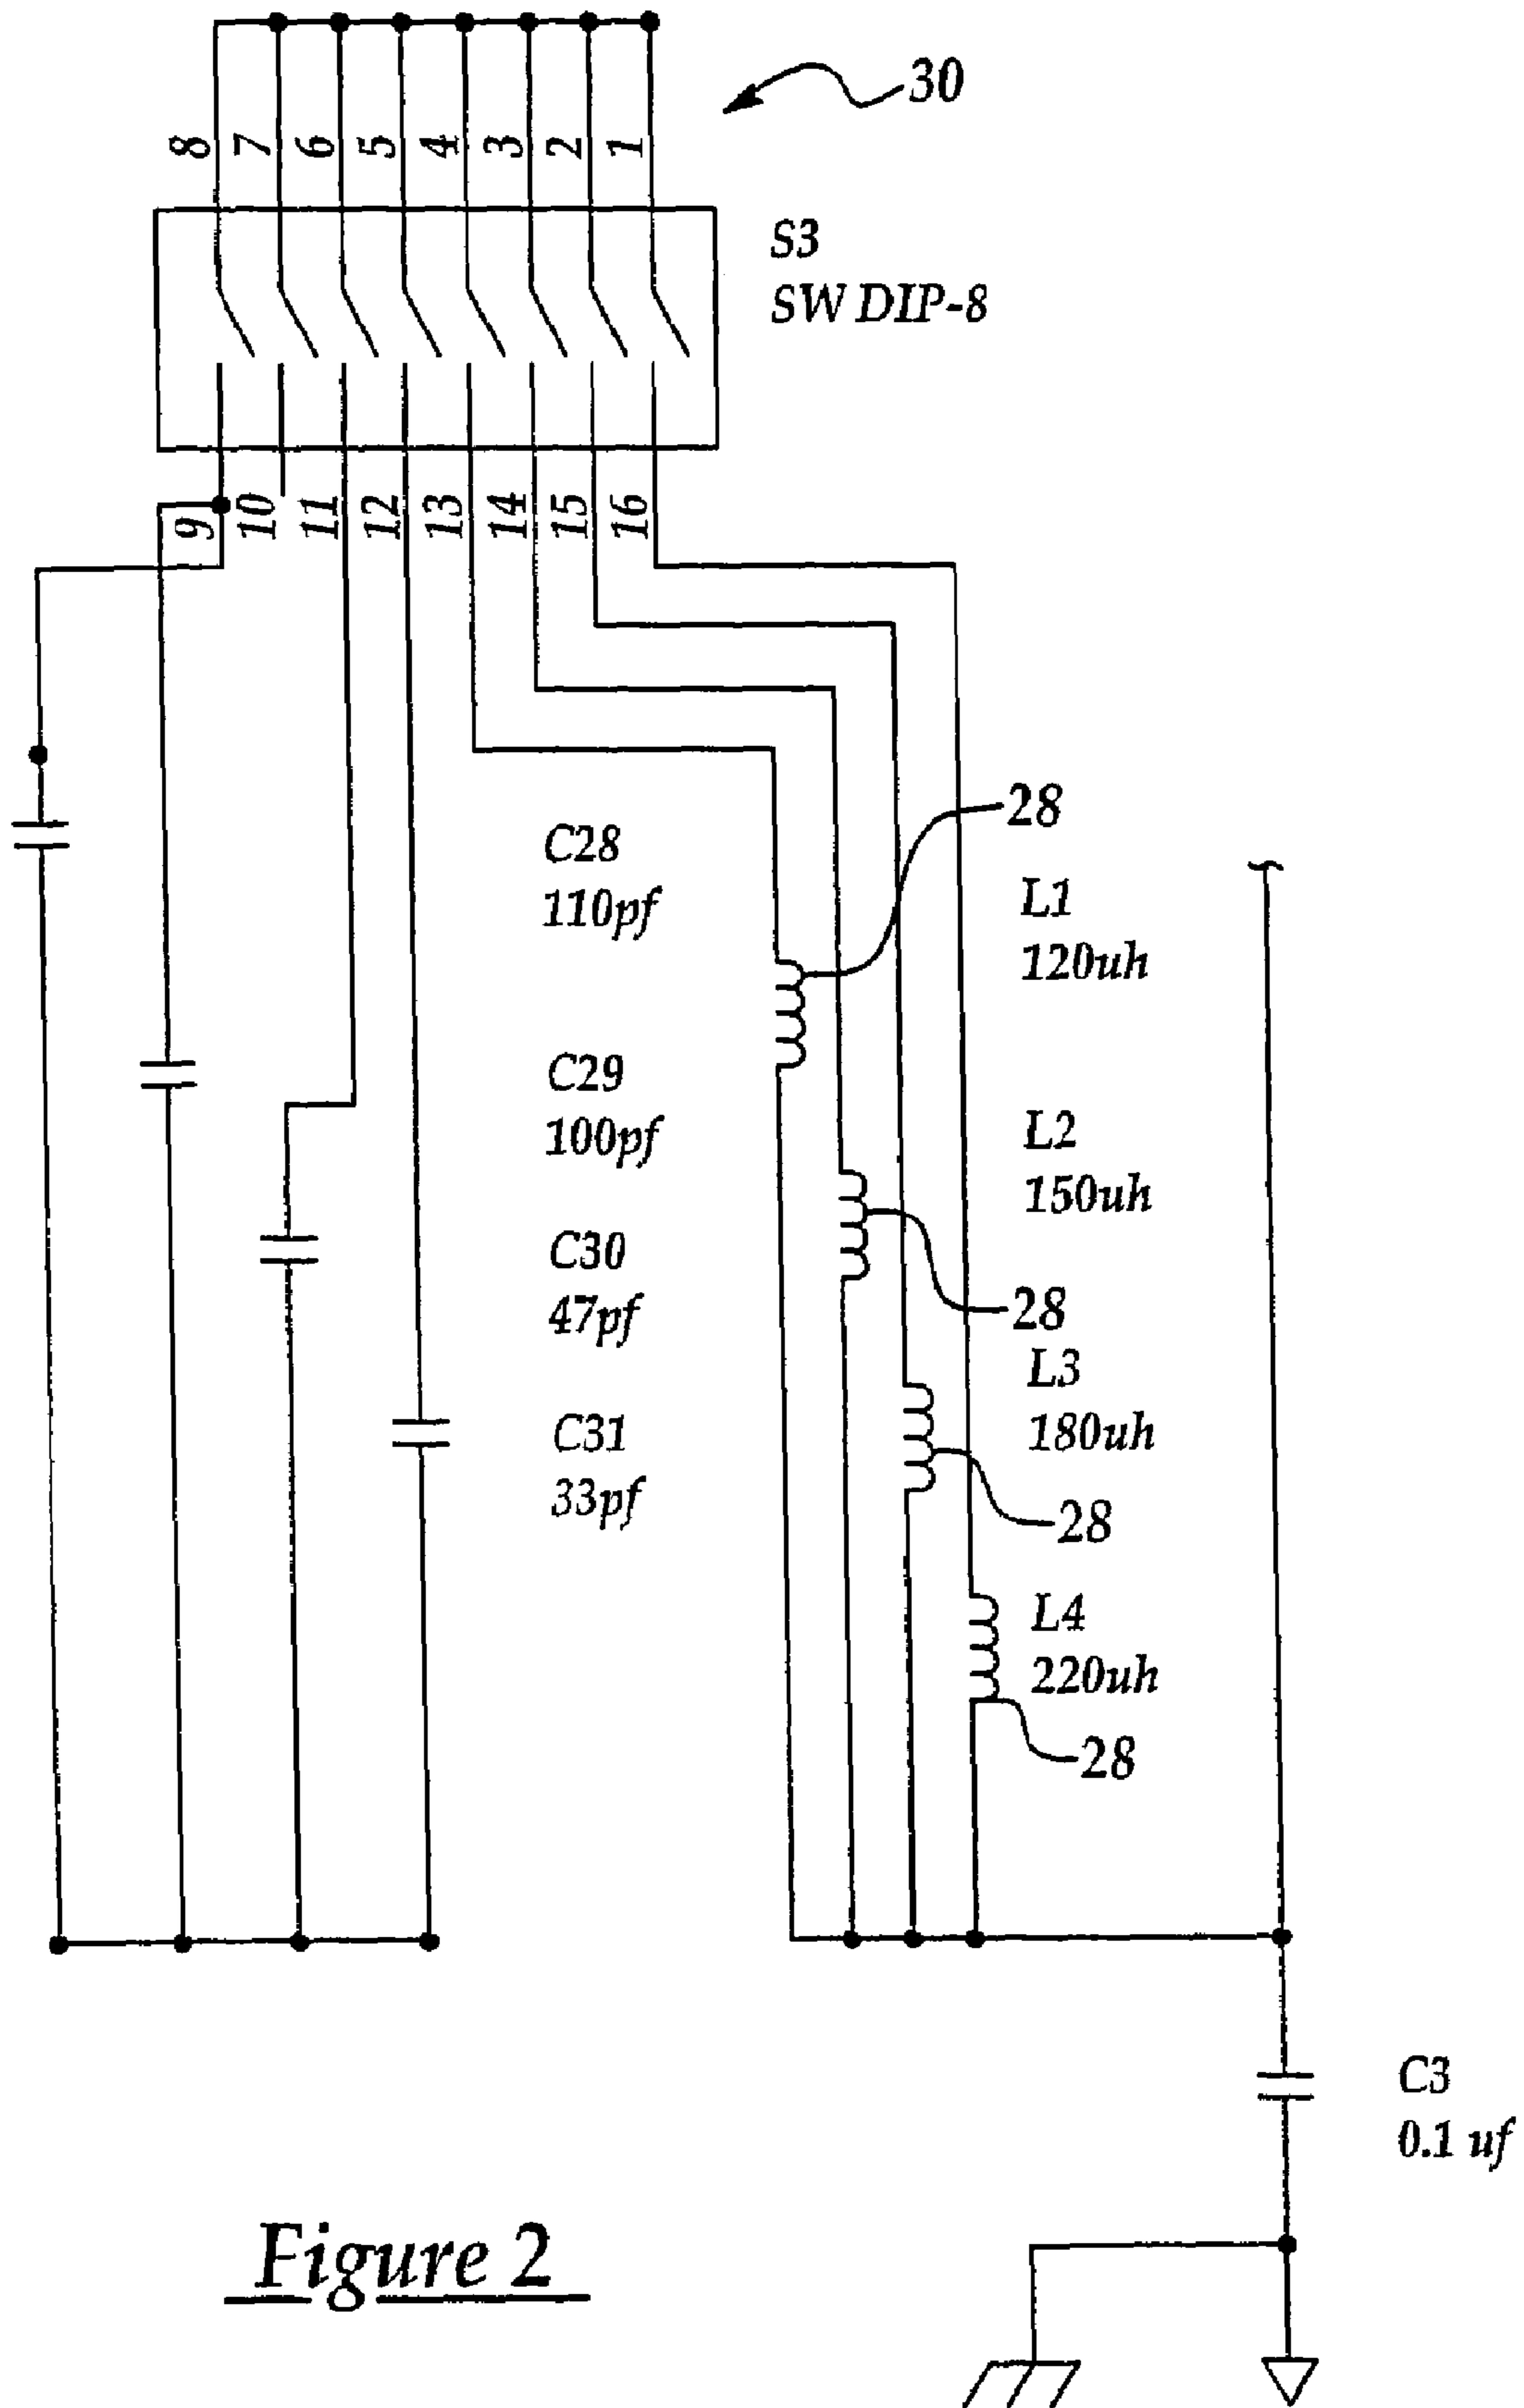 30
8 7 6 5 4 3 2 1
S3
SW DIP-8
9 10 11 12 13 14 15 16
28
C28
110pf
L1
120uh
C29
100pf
L2
150uh
C30
47pf
28
L3
180uh
C31
33pf
28
L4
220uh
28
C3
0.1 uf
Figure 2